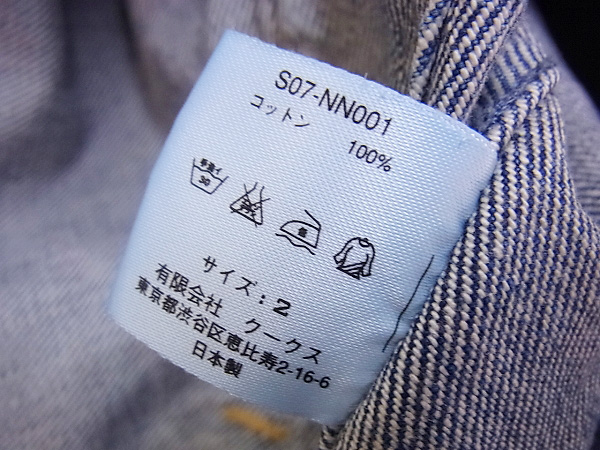 S07-NN001
コットン 100%
30
サイズ:2
有限会社 クークス
東京都渋谷区恵比寿2-16-6
日本製